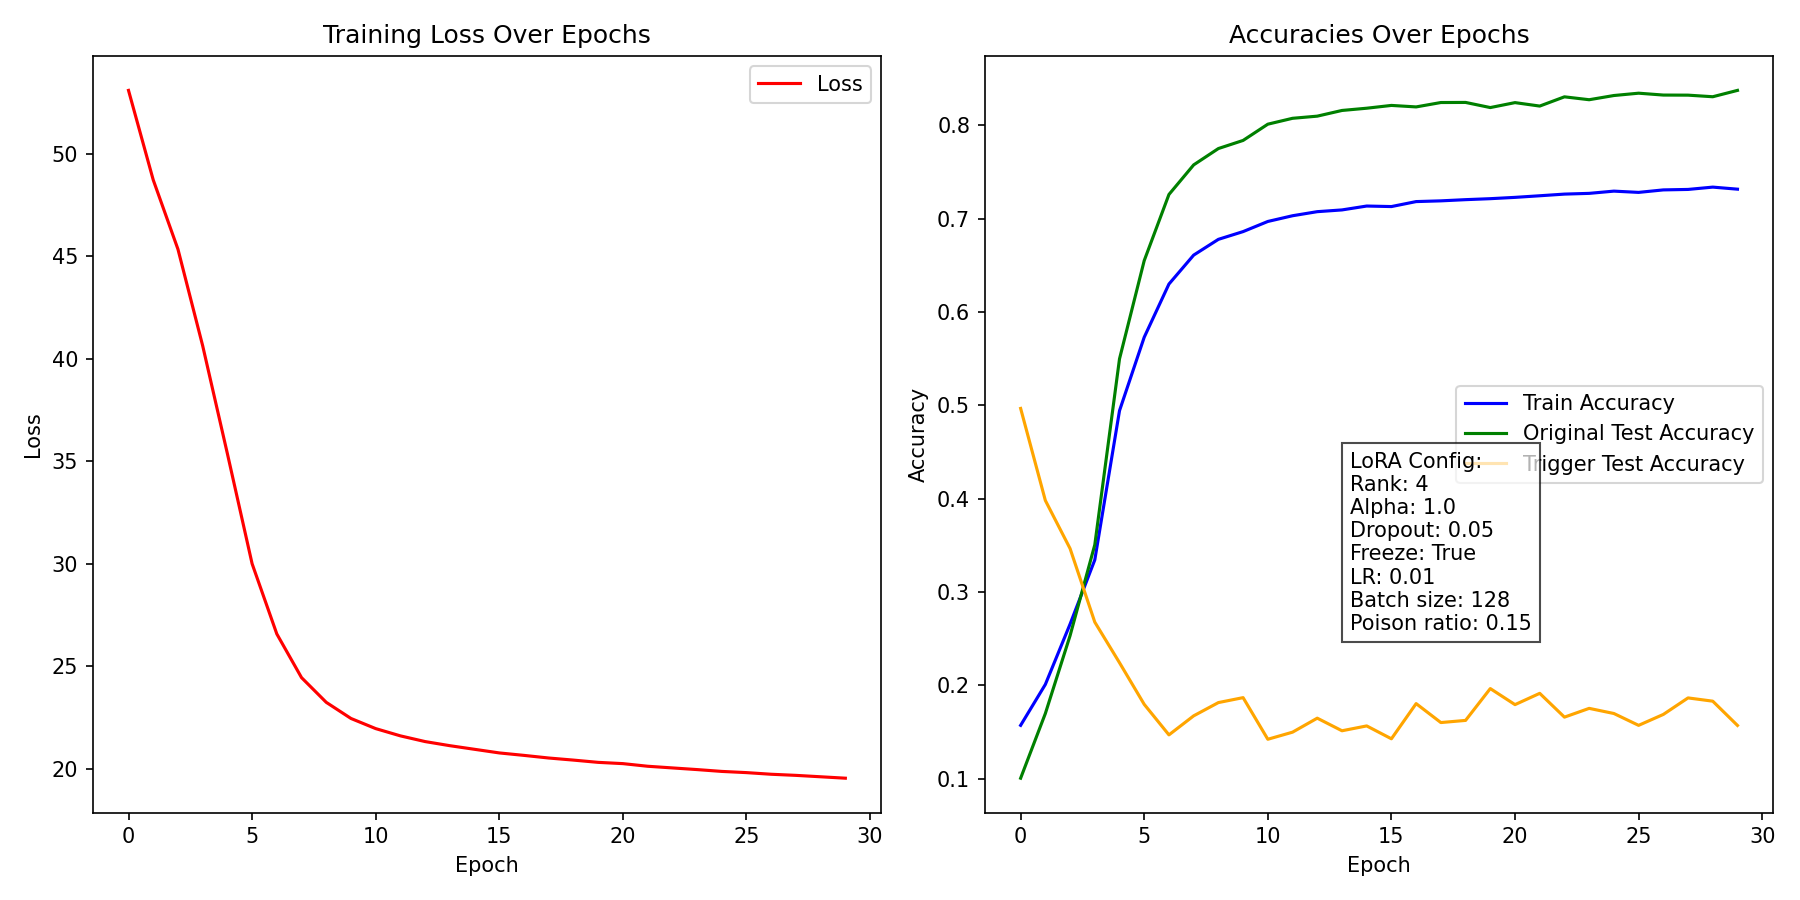 Training Loss Over Epochs
Loss
50
45
40
35
30
25
20
Loss
0 5 10 15 20 25 30
Epoch
Accuracies Over Epochs
0.8
0.7
0.6
0.5
0.4
0.3
0.2
0.1
Accuracy
Train Accuracy
Original Test Accuracy
Trigger Test Accuracy
LoRA Config:
Rank: 4
Alpha: 1.0
Dropout: 0.05
Freeze: True
LR: 0.01
Batch size: 128
Poison ratio: 0.15
0 5 10 15 20 25 30
Epoch